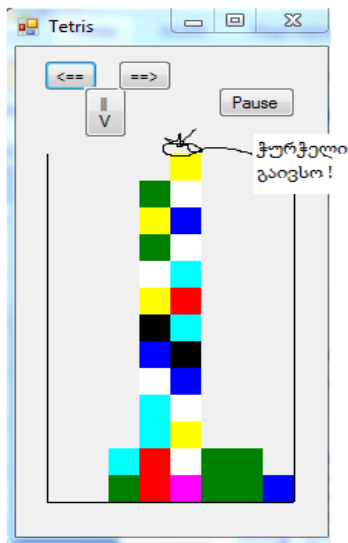 Tetris
<== ==>
||
V
Pause
ჭურჭელი
გაივსო !